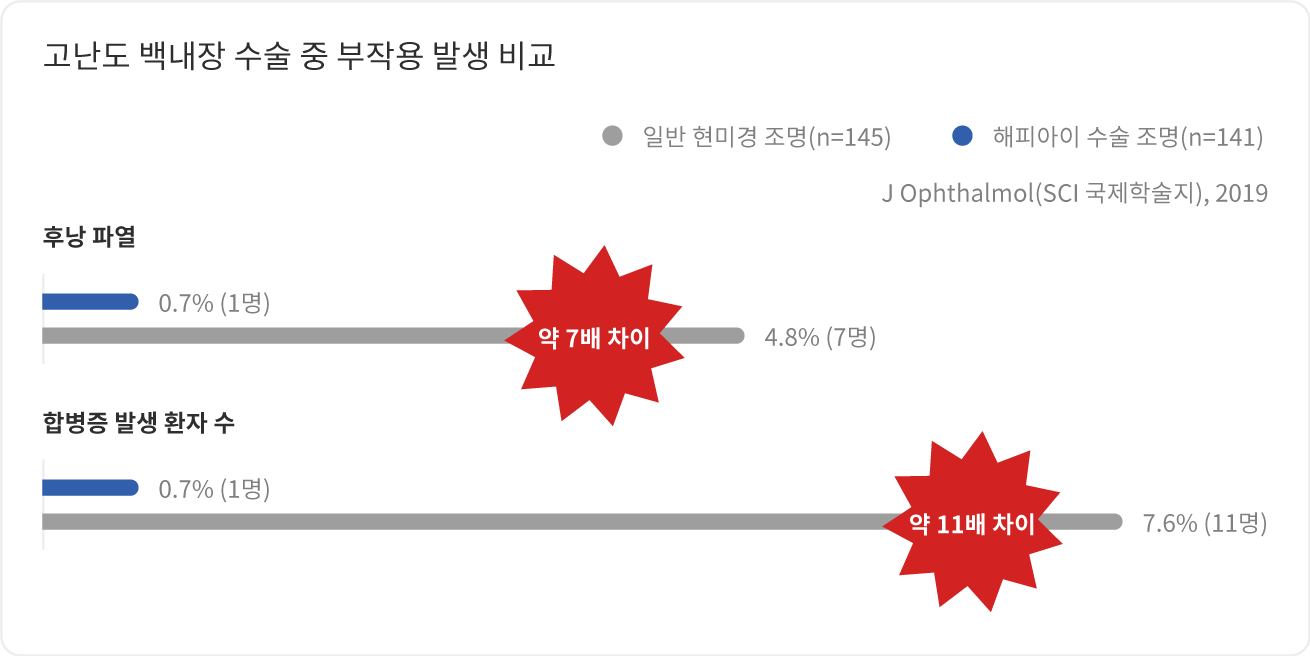 고난도 백내장 수술 중 부작용 발생 비교
일반 현미경 조명(n=145) 해피아이 수술 조명(n=141)
J Ophthalmol(SCI 국제학술지), 2019
후낭 파열
0.7% (1명)
약 7배 차이 4.8% (7명)
합병증 발생 환자 수
0.7% (1명)
약 11배 차이 7.6% (11명)